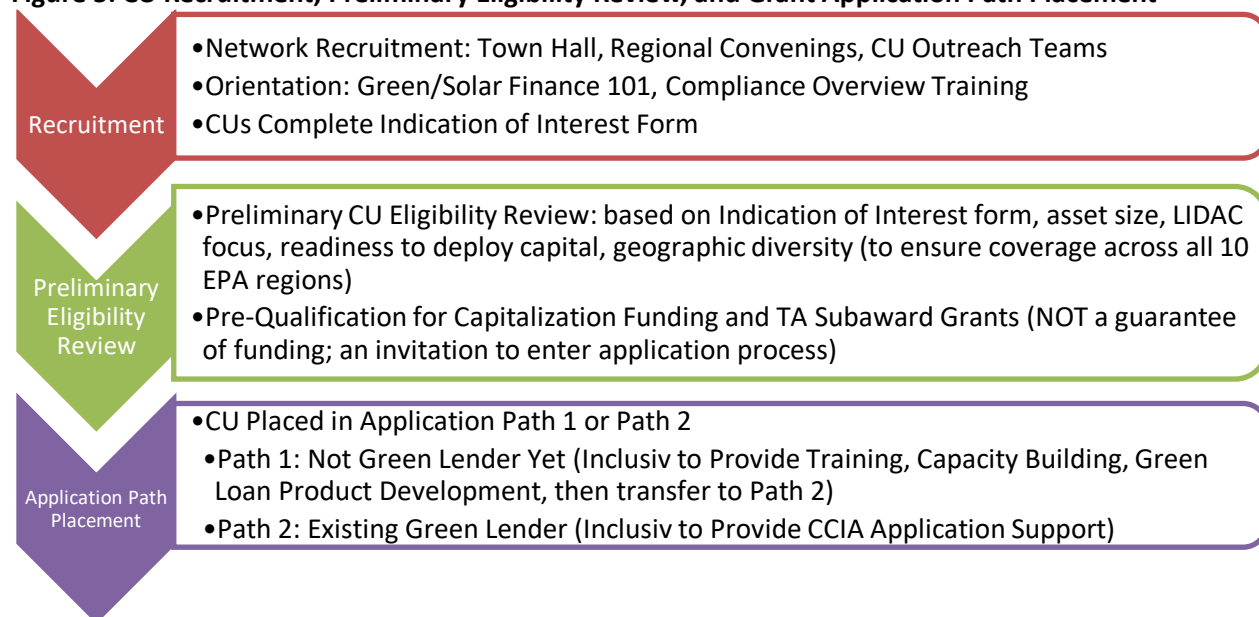 Figure 3: CU Recruitment, Preliminary Eligibility Review, and Grant Application Path Placement
Recruitment
•Network Recruitment: Town Hall, Regional Convenings, CU Outreach Teams
•Orientation: Green/Solar Finance 101, Compliance Overview Training
•CUs Complete Indication of Interest Form
Preliminary
Eligibility
Review
•Preliminary CU Eligibility Review: based on Indication of Interest form, asset size, LIDAC
focus, readiness to deploy capital, geographic diversity (to ensure coverage across all 10
EPA regions)
•Pre-Qualification for Capitalization Funding and TA Subaward Grants (NOT a guarantee
of funding; an invitation to enter application process)
Application Path
Placement
•CU Placed in Application Path 1 or Path 2
•Path 1: Not Green Lender Yet (Inclusiv to Provide Training, Capacity Building, Green
Loan Product Development, then transfer to Path 2)
•Path 2: Existing Green Lender (Inclusiv to Provide CCIA Application Support)